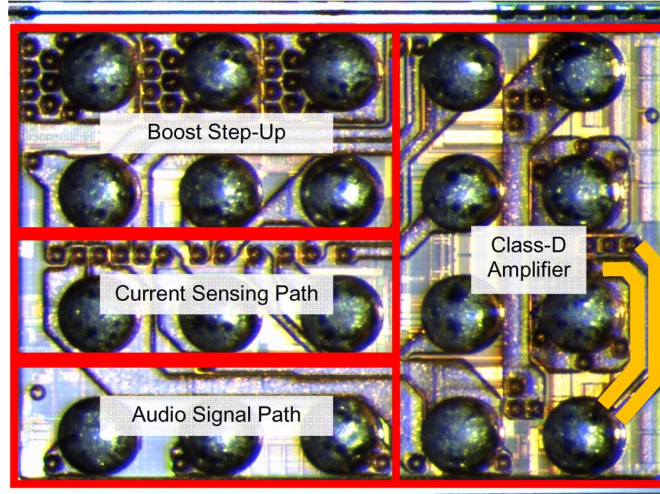 Boost Step-Up
Class-D
Amplifier
Current Sensing Path
Audio Signal Path